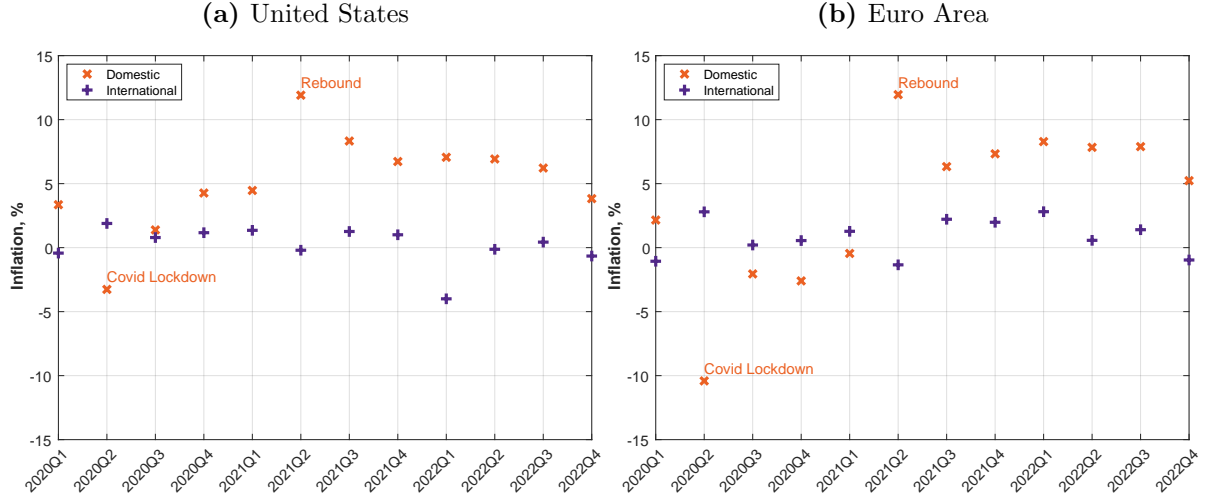 (a) United States
15
10
5
0
-5
-10
-15
Inflation, %
Domestic
International
Rebound
Covid Lockdown
2020Q1
2020Q2
2020Q3
2020Q4
2021Q1
2021Q2
2021Q3
2021Q4
2022Q1
2022Q2
2022Q3
2022Q4
(b) Euro Area
15
10
5
0
-5
-10
-15
Inflation, %
Domestic
International
Rebound
Covid Lockdown
2020Q1
2020Q2
2020Q3
2020Q4
2021Q1
2021Q2
2021Q3
2021Q4
2022Q1
2022Q2
2022Q3
2022Q4